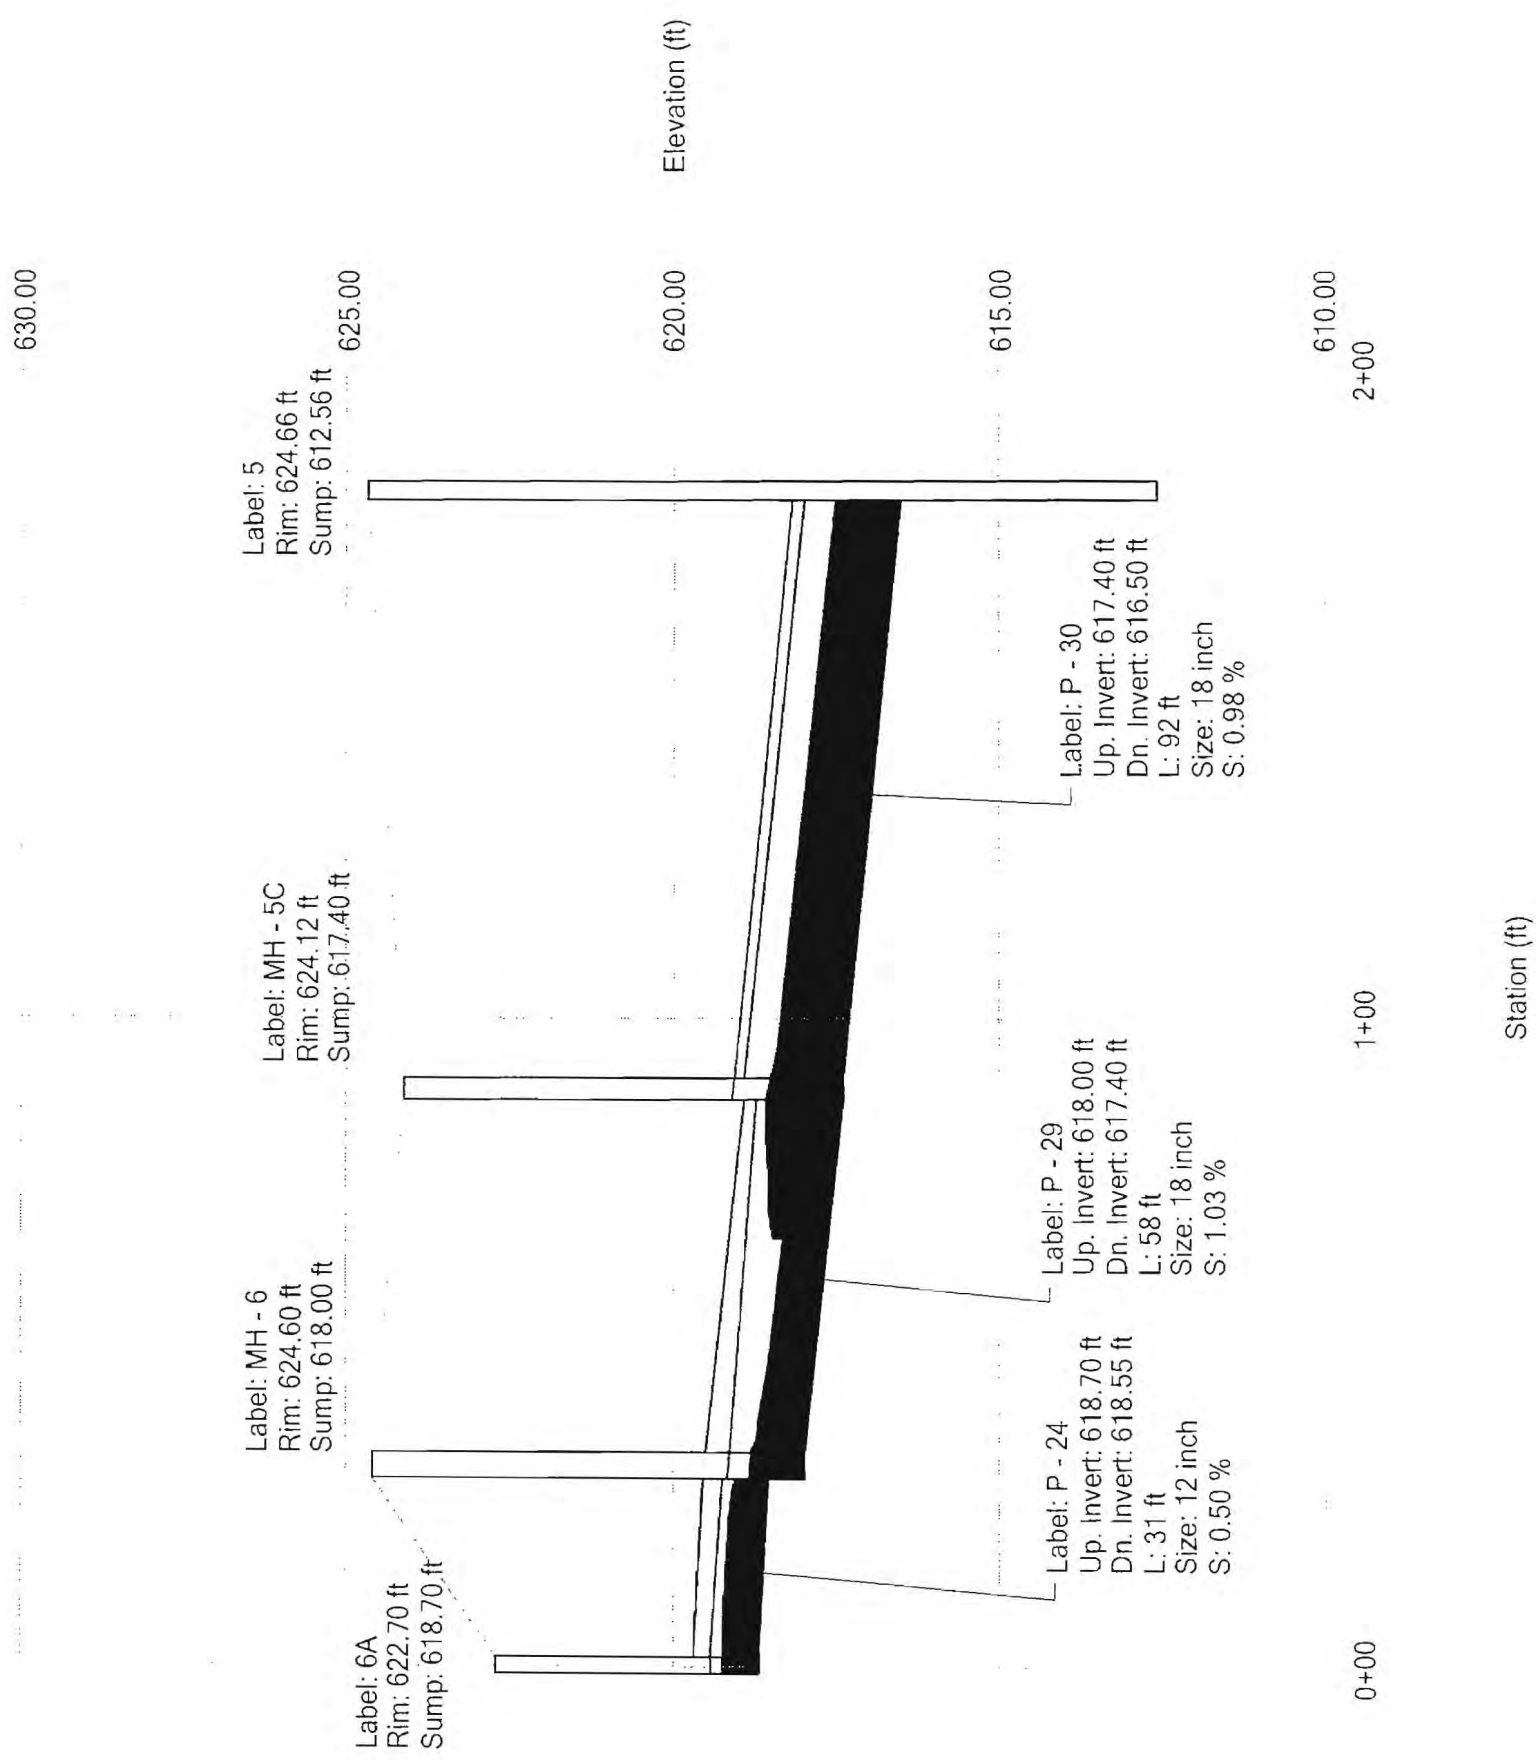 Label: 6A
Rim: 622.70 ft
Sump: 618.70 ft
Label: MH - 6
Rim: 624.60 ft
Sump: 618.00 ft
Label: MH - 5C
Rim: 624.12 ft
Sump: 617.40 ft
Label: 5
Rim: 624.66 ft
Sump: 612.56 ft
630.00
625.00
620.00
615.00
610.00
Elevation (ft)
Label: P - 24
Up. Invert: 618.70 ft
Dn. Invert: 618.55 ft
L: 31 ft
Size: 12 inch
S: 0.50 %
Label: P - 29
Up. Invert: 618.00 ft
Dn. Invert: 617.40 ft
L: 58 ft
Size: 18 inch
S: 1.03 %
Label: P - 30
Up. Invert: 617.40 ft
Dn. Invert: 616.50 ft
L: 92 ft
Size: 18 inch
S: 0.98 %
0+00
1+00
2+00
Station (ft)